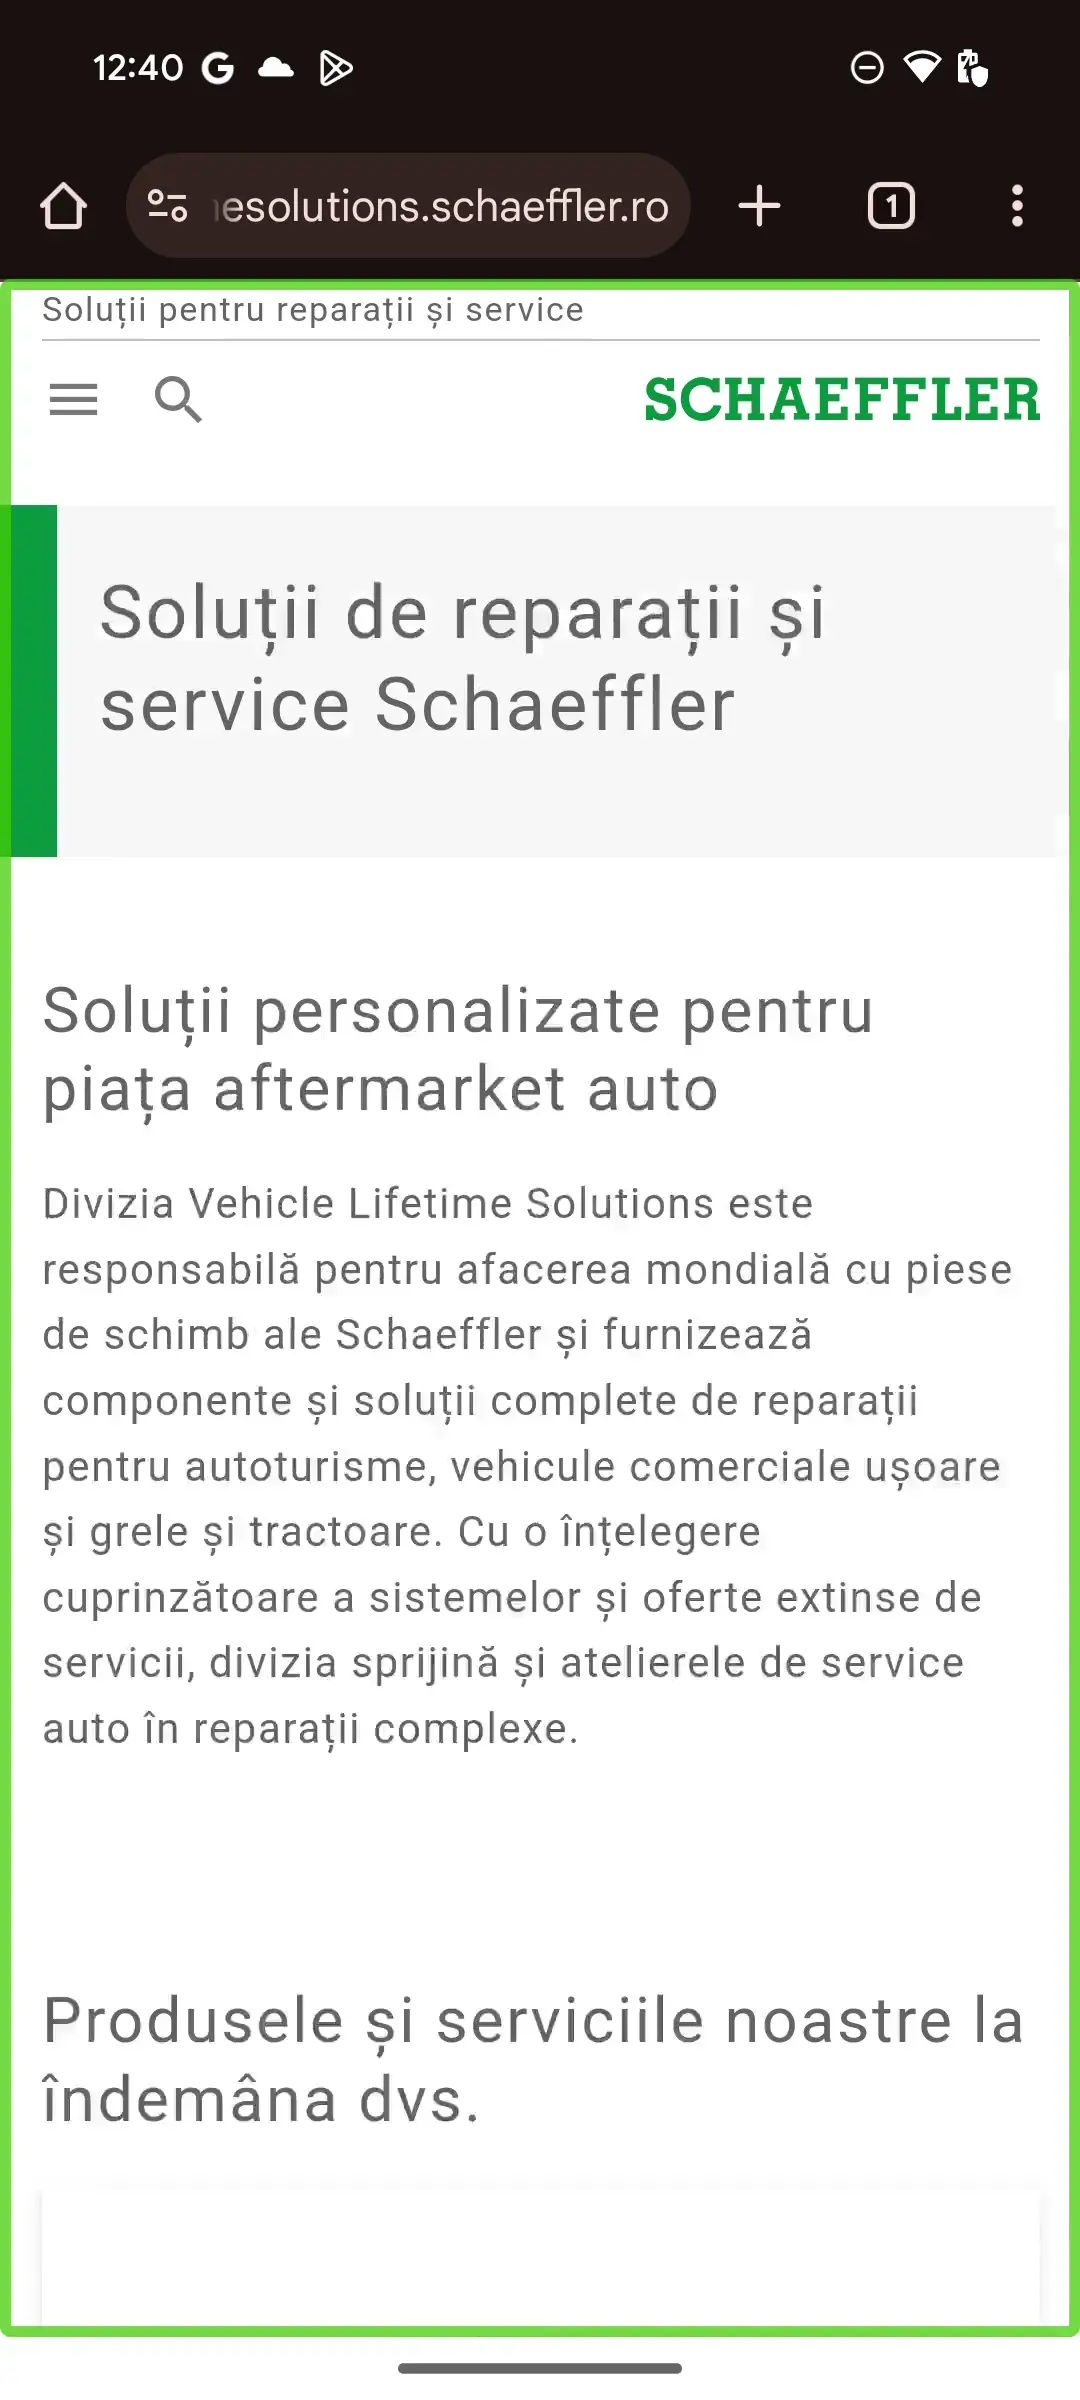 12:40
esolutions.schaeffler.ro
1
Soluții pentru reparații și service
SCHAEFFLER
Soluții de reparații și
service Schaeffler
Soluții personalizate pentru
piața aftermarket auto
Divizia Vehicle Lifetime Solutions este
responsabilă pentru afacerea mondială cu piese
de schimb ale Schaeffler și furnizează
componente și soluții complete de reparații
pentru autoturisme, vehicule comerciale ușoare
și grele și tractoare. Cu o înțelegere
cuprinzătoare a sistemelor și oferte extinse de
servicii, divizia sprijină și atelierele de service
auto în reparații complexe.
Produsele și serviciile noastre la
îndemâna dvs.